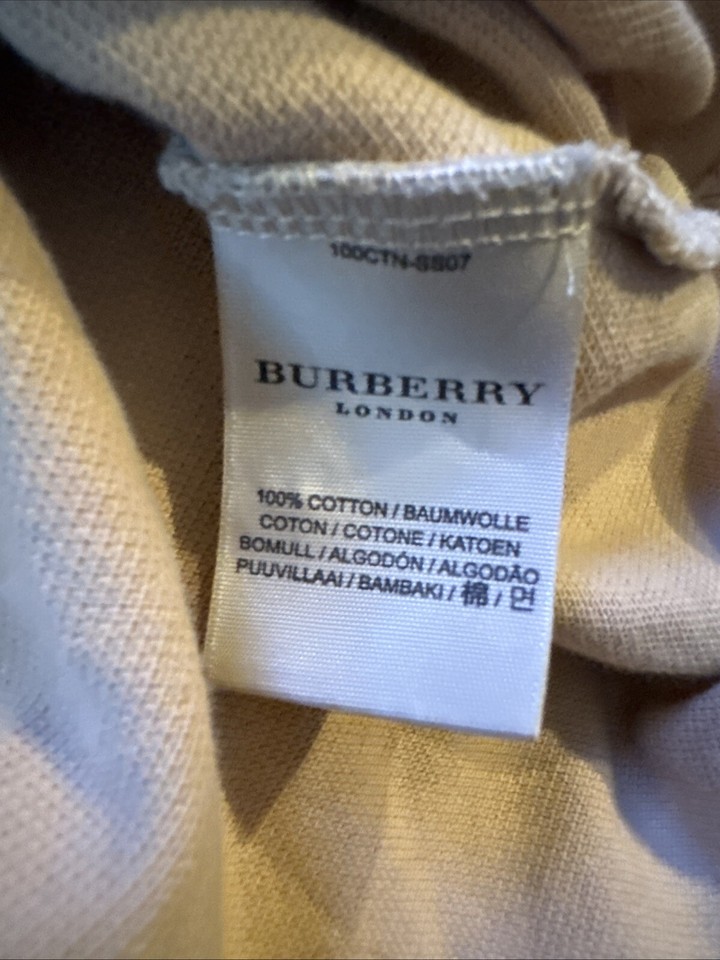 100CTN-SS07
BURBERRY
LONDON
100% COTTON / BAUMWOLLE
COTON / COTONE / KATOEN
BOMULL / ALGODÓN / ALGODÃO
PUUVILLAAI / BAMBAKI / 棉 / 면